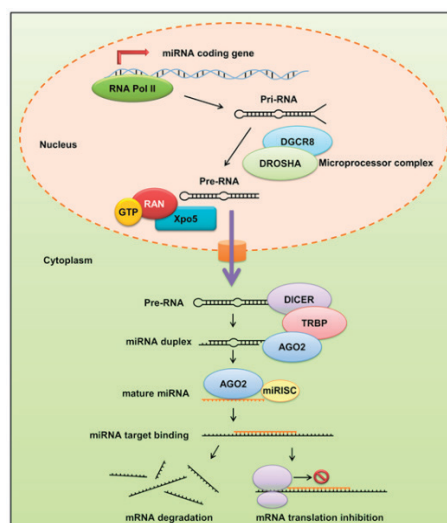 miRNA coding gene
RNA Pol II
Pri-RNA
Nucleus
DGCR8
DROSHA
Microprocessor complex
Pre-RNA
RAN
GTP
Xpo5
Cytoplasm
Pre-RNA
DICER
TRBP
miRNA duplex
AGO2
AGO2
mature miRNA
miRISC
miRNA target binding
mRNA degradation
mRNA translation inhibition